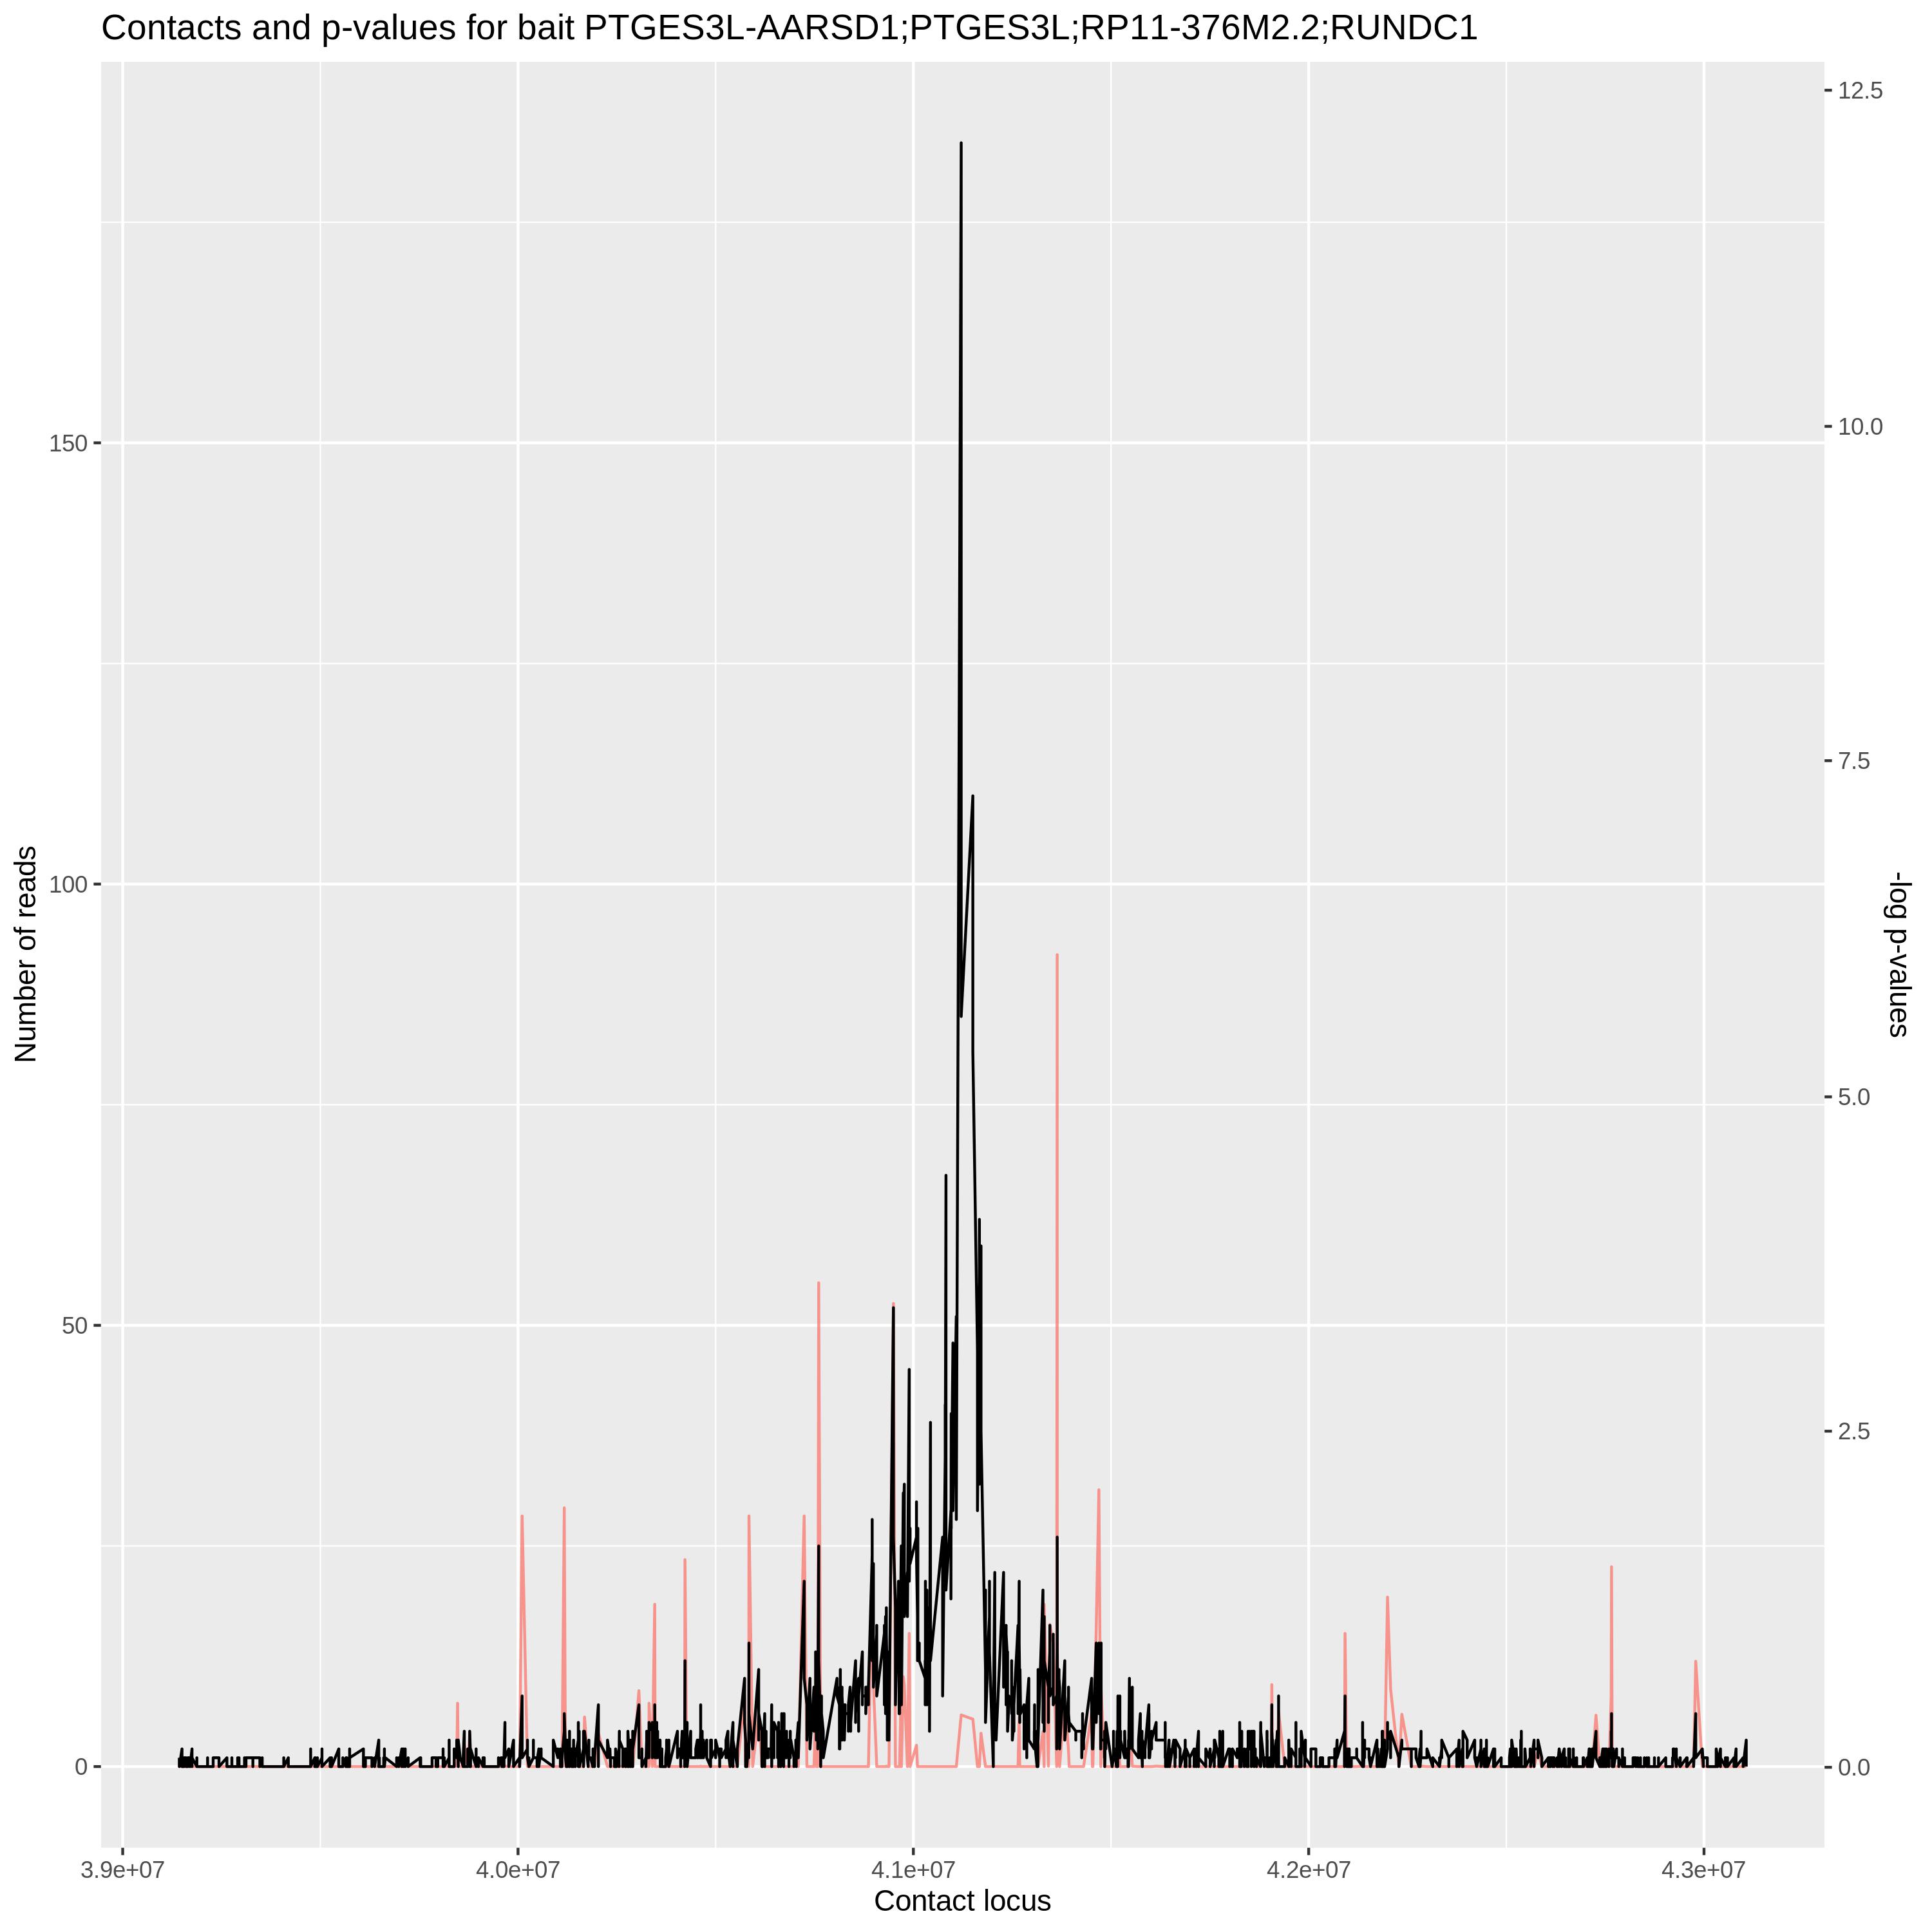 Contacts and p-values for bait PTGES3L-AARSD1;PTGES3L;RP11-376M2.2;RUNDC1
Number of reads
150
100
50
0
12.5
10.0
7.5
5.0
2.5
0.0
-log p-values
3.9e+07 4.0e+07 4.1e+07 4.2e+07 4.3e+07
Contact locus